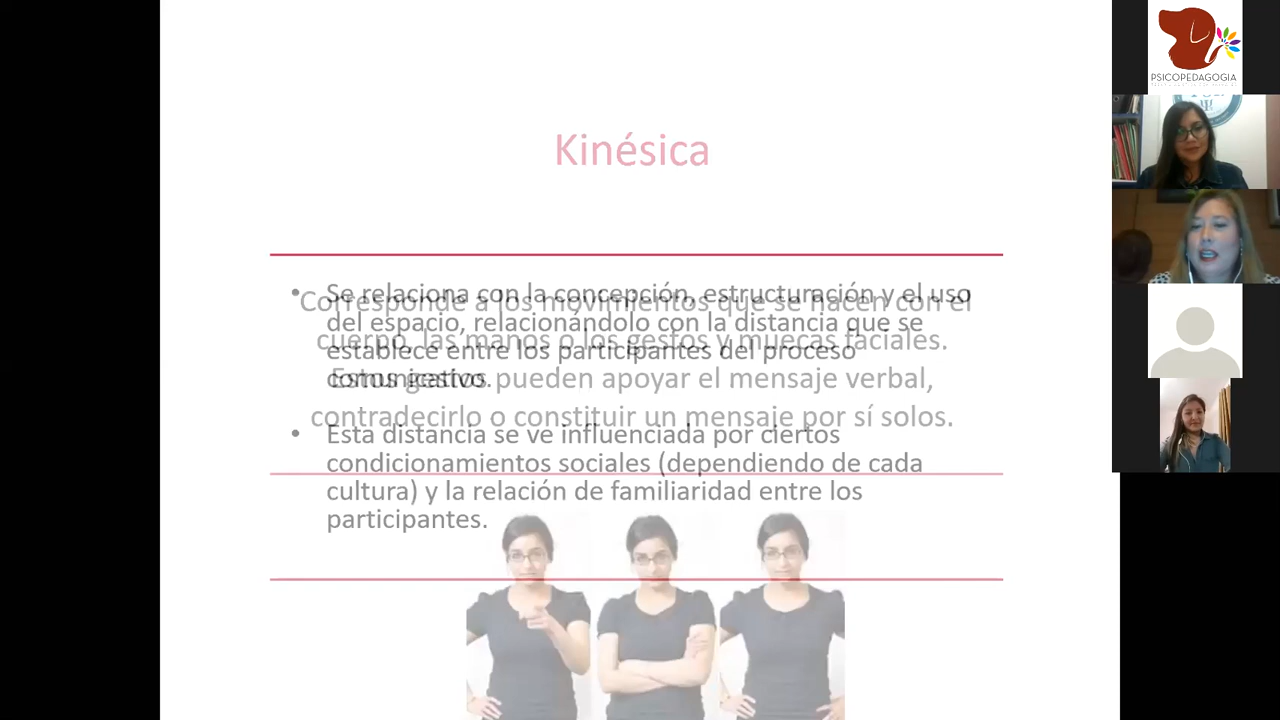 Kinésica
Corresponde a los movimientos que se hacen con el
cuerpo, las manos o los gestos y muecas faciales.
Estos gestos pueden apoyar el mensaje verbal,
contradecirlo o constituir un mensaje por sí solos.
• Se relaciona con la concepción, estructuración y el uso
del espacio, relacionándolo con la distancia que se
establece entre los participantes del proceso
comunicativo.
• Esta distancia se ve influenciada por ciertos
condicionamientos sociales (dependiendo de cada
cultura) y la relación de familiaridad entre los
participantes.
PSICOPEDAGOGIA